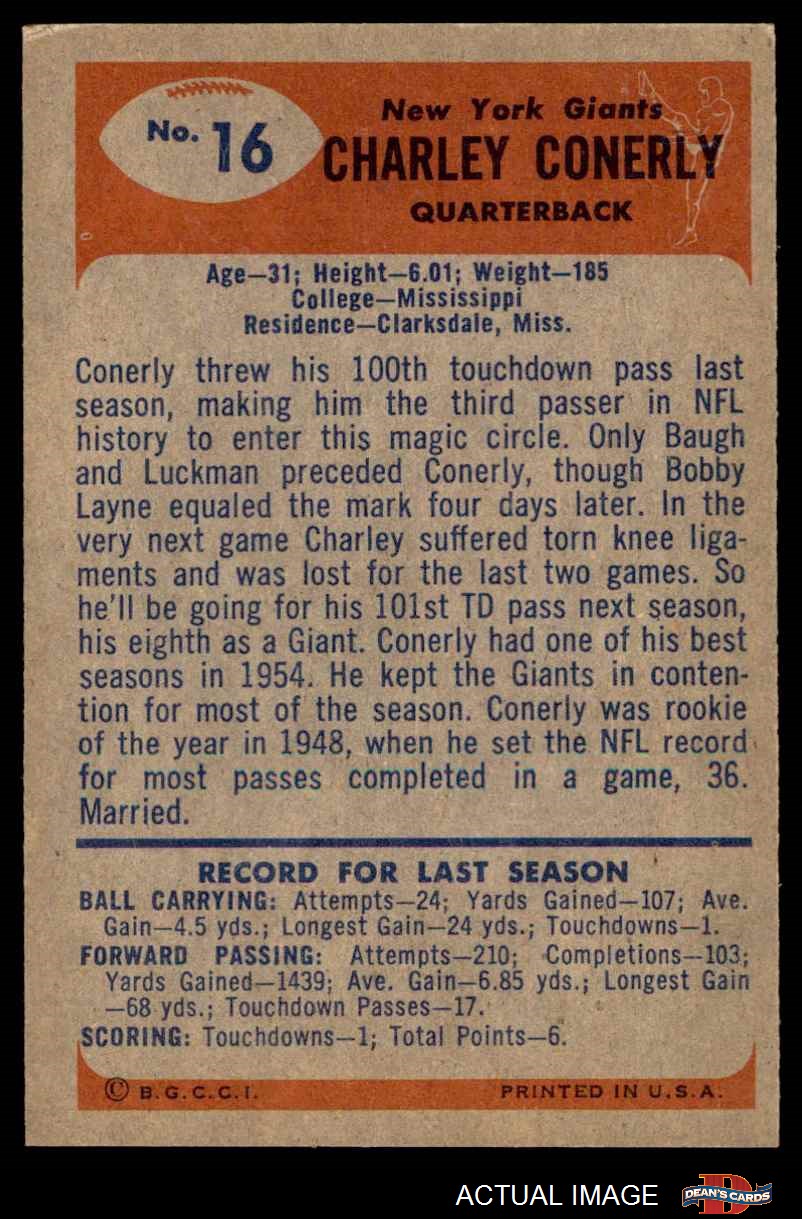 No. 16
New York Giants
CHARLEY CONERLY
QUARTERBACK
Age—31; Height—6.01; Weight—185
College—Mississippi
Residence—Clarksdale, Miss.
Conerly threw his 100th touchdown pass last
season, making him the third passer in NFL
history to enter this magic circle. Only Baugh
and Luckman preceded Conerly, though Bobby
Layne equaled the mark four days later. In the
very next game Charley suffered torn knee liga-
ments and was lost for the last two games. So
he'll be going for his 101st TD pass next season,
his eighth as a Giant. Conerly had one of his best
seasons in 1954. He kept the Giants in conten-
tion for most of the season. Conerly was rookie
of the year in 1948, when he set the NFL record
for most passes completed in a game, 36.
Married.
RECORD FOR LAST SEASON
BALL CARRYING: Attempts—24; Yards Gained—107; Ave.
Gain—4.5 yds.; Longest Gain—24 yds.; Touchdowns—1.
FORWARD PASSING: Attempts—210; Completions—103;
Yards Gained—1439; Ave. Gain—6.85 yds.; Longest Gain
—68 yds.; Touchdown Passes—17.
SCORING: Touchdowns—1; Total Points—6.
© B.G.C.C.I. PRINTED IN U.S.A.
ACTUAL IMAGE
D
DEAN'S CARDS